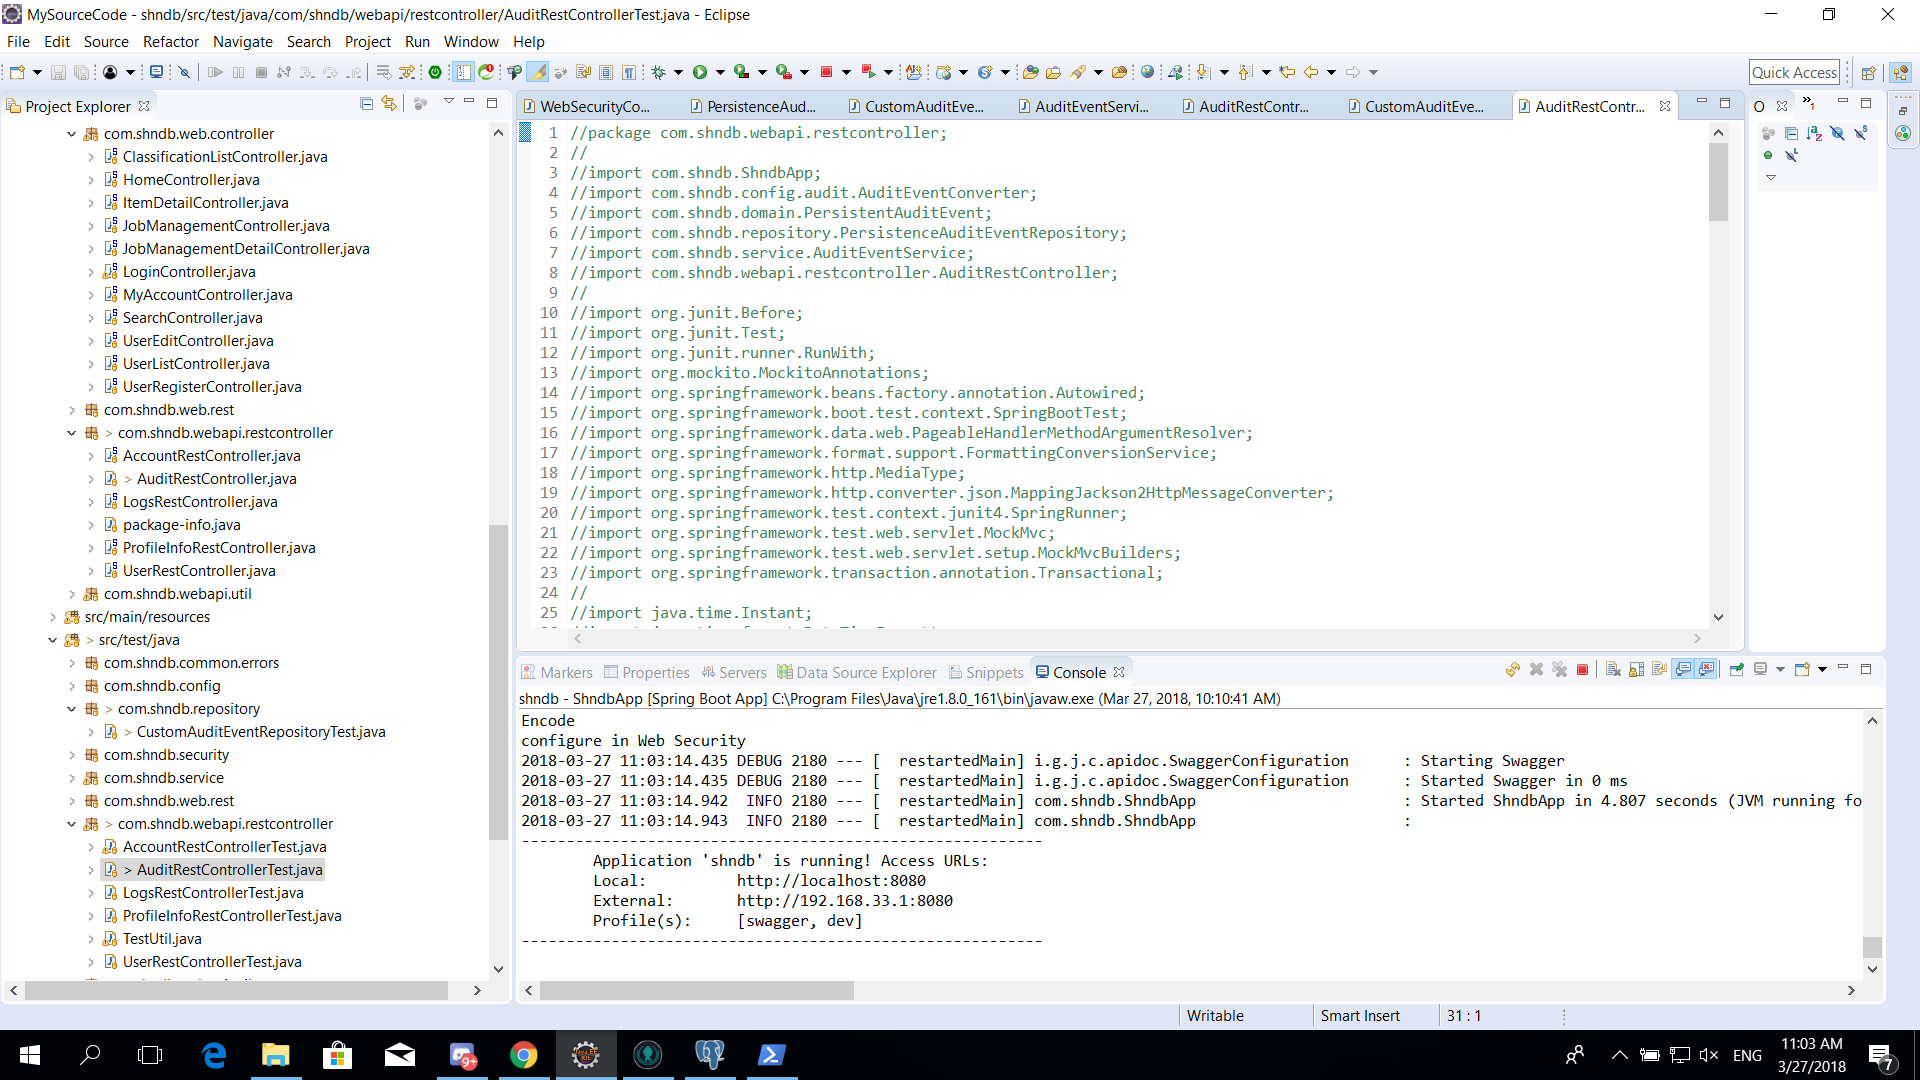 MySourceCode - shndb/src/test/java/com/shndb/webapi/restcontroller/AuditRestControllerTest.java - Eclipse
File Edit Source Refactor Navigate Search Project Run Window Help
Quick Access
Project Explorer
com.shndb.web.controller
ClassificationListController.java
HomeController.java
ItemDetailController.java
JobManagementController.java
JobManagementDetailController.java
LoginController.java
MyAccountController.java
SearchController.java
UserEditController.java
UserListController.java
UserRegisterController.java
com.shndb.web.rest
> com.shndb.webapi.restcontroller
AccountRestController.java
> AuditRestController.java
LogsRestController.java
package-info.java
ProfileInfoRestController.java
UserRestController.java
com.shndb.webapi.util
src/main/resources
> src/test/java
com.shndb.common.errors
com.shndb.config
> com.shndb.repository
> CustomAuditEventRepositoryTest.java
com.shndb.security
com.shndb.service
com.shndb.web.rest
> com.shndb.webapi.restcontroller
AccountRestControllerTest.java
> AuditRestControllerTest.java
LogsRestControllerTest.java
ProfileInfoRestControllerTest.java
TestUtil.java
UserRestControllerTest.java
WebSecurityCo... PersistenceAud... CustomAuditEve... AuditEventServi... AuditRestContr... CustomAuditEve... AuditRestContr...
1 //package com.shndb.webapi.restcontroller;
2 //
3 //import com.shndb.ShndbApp;
4 //import com.shndb.config.audit.AuditEventConverter;
5 //import com.shndb.domain.PersistentAuditEvent;
6 //import com.shndb.repository.PersistenceAuditEventRepository;
7 //import com.shndb.service.AuditEventService;
8 //import com.shndb.webapi.restcontroller.AuditRestController;
9 //
10 //import org.junit.Before;
11 //import org.junit.Test;
12 //import org.junit.runner.RunWith;
13 //import org.mockito.MockitoAnnotations;
14 //import org.springframework.beans.factory.annotation.Autowired;
15 //import org.springframework.boot.test.context.SpringBootTest;
16 //import org.springframework.data.web.PageableHandlerMethodArgumentResolver;
17 //import org.springframework.format.support.FormattingConversionService;
18 //import org.springframework.http.MediaType;
19 //import org.springframework.http.converter.json.MappingJackson2HttpMessageConverter;
20 //import org.springframework.test.context.junit4.SpringRunner;
21 //import org.springframework.test.web.servlet.MockMvc;
22 //import org.springframework.test.web.servlet.setup.MockMvcBuilders;
23 //import org.springframework.transaction.annotation.Transactional;
24 //
25 //import java.time.Instant;
O
Markers Properties Servers Data Source Explorer Snippets Console
shndb - ShndbApp [Spring Boot App] C:\Program Files\Java\jre1.8.0_161\bin\javaw.exe (Mar 27, 2018, 10:10:41 AM)
Encode
configure in Web Security
2018-03-27 11:03:14.435 DEBUG 2180 --- [  restartedMain] i.g.j.c.apidoc.SwaggerConfiguration      : Starting Swagger
2018-03-27 11:03:14.435 DEBUG 2180 --- [  restartedMain] i.g.j.c.apidoc.SwaggerConfiguration      : Started Swagger in 0 ms
2018-03-27 11:03:14.942  INFO 2180 --- [  restartedMain] com.shndb.ShndbApp                       : Started ShndbApp in 4.807 seconds (JVM running fo
2018-03-27 11:03:14.943  INFO 2180 --- [  restartedMain] com.shndb.ShndbApp                       :
----------------------------------------------------------
Application 'shndb' is running! Access URLs:
Local: http://localhost:8080
External: http://192.168.33.1:8080
Profile(s): [swagger, dev]
----------------------------------------------------------
Writable Smart Insert 31 : 1
9+
ENG
11:03 AM
3/27/2018
7